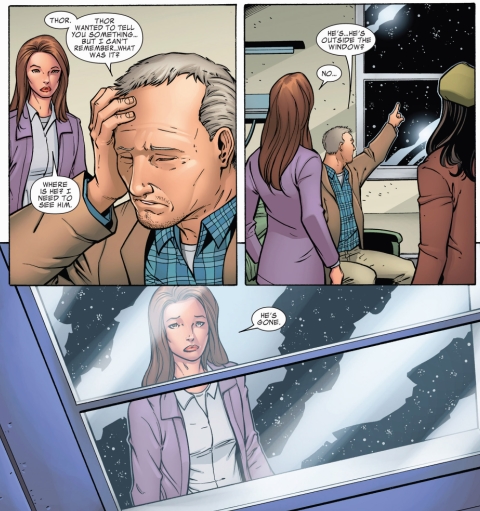 THOR.
THOR
WANTED TO TELL
YOU SOMETHING...
BUT I CAN'T
REMEMBER...WHAT
WAS IT?
WHERE
IS HE? I
NEED TO
SEE HIM.
HE'S...HE'S
OUTSIDE THE
WINDOW?
NO...
HE'S
GONE.